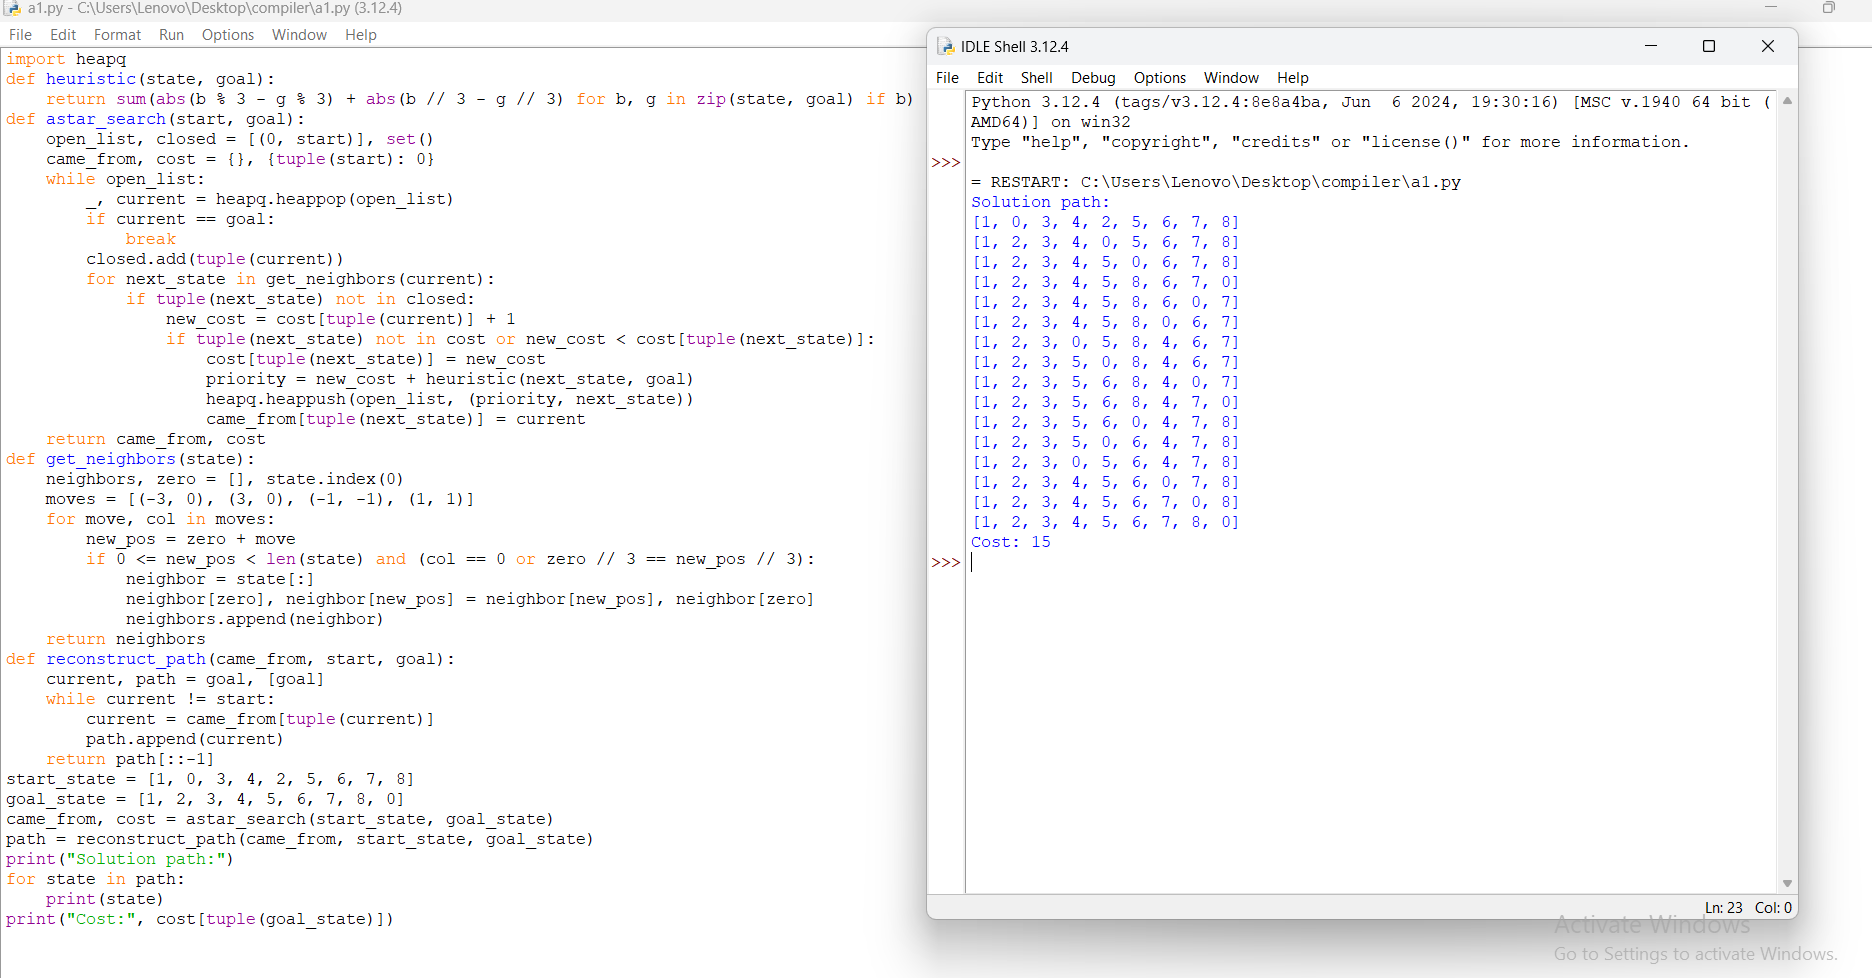 a1.py - C:\Users\Lenovo\Desktop\compiler\a1.py (3.12.4)
File Edit Format Run Options Window Help
import heapq
def heuristic(state, goal):
    return sum(abs(b % 3 - g % 3) + abs(b // 3 - g // 3) for b, g in zip(state, goal) if b)
def astar_search(start, goal):
    open_list, closed = [(0, start)], set()
    came_from, cost = {}, {tuple(start): 0}
    while open_list:
        _, current = heapq.heappop(open_list)
        if current == goal:
            break
        closed.add(tuple(current))
        for next_state in get_neighbors(current):
            if tuple(next_state) not in closed:
                new_cost = cost[tuple(current)] + 1
                if tuple(next_state) not in cost or new_cost < cost[tuple(next_state)]:
                    cost[tuple(next_state)] = new_cost
                    priority = new_cost + heuristic(next_state, goal)
                    heapq.heappush(open_list, (priority, next_state))
                    came_from[tuple(next_state)] = current
    return came_from, cost
def get_neighbors(state):
    neighbors, zero = [], state.index(0)
    moves = [(-3, 0), (3, 0), (-1, -1), (1, 1)]
    for move, col in moves:
        new_pos = zero + move
        if 0 <= new_pos < len(state) and (col == 0 or zero // 3 == new_pos // 3):
            neighbor = state[:]
            neighbor[zero], neighbor[new_pos] = neighbor[new_pos], neighbor[zero]
            neighbors.append(neighbor)
    return neighbors
def reconstruct_path(came_from, start, goal):
    current, path = goal, [goal]
    while current != start:
        current = came_from[tuple(current)]
        path.append(current)
    return path[::-1]
start_state = [1, 0, 3, 4, 2, 5, 6, 7, 8]
goal_state = [1, 2, 3, 4, 5, 6, 7, 8, 0]
came_from, cost = astar_search(start_state, goal_state)
path = reconstruct_path(came_from, start_state, goal_state)
print("Solution path:")
for state in path:
    print(state)
print("Cost:", cost[tuple(goal_state)])
IDLE Shell 3.12.4
File Edit Shell Debug Options Window Help
Python 3.12.4 (tags/v3.12.4:8e8a4ba, Jun  6 2024, 19:30:16) [MSC v.1940 64 bit (
AMD64)] on win32
Type "help", "copyright", "credits" or "license()" for more information.
>>>
= RESTART: C:\Users\Lenovo\Desktop\compiler\a1.py
Solution path:
[1, 0, 3, 4, 2, 5, 6, 7, 8]
[1, 2, 3, 4, 0, 5, 6, 7, 8]
[1, 2, 3, 4, 5, 0, 6, 7, 8]
[1, 2, 3, 4, 5, 8, 6, 7, 0]
[1, 2, 3, 4, 5, 8, 6, 0, 7]
[1, 2, 3, 4, 5, 8, 0, 6, 7]
[1, 2, 3, 0, 5, 8, 4, 6, 7]
[1, 2, 3, 5, 0, 8, 4, 6, 7]
[1, 2, 3, 5, 6, 8, 4, 0, 7]
[1, 2, 3, 5, 6, 8, 4, 7, 0]
[1, 2, 3, 5, 6, 0, 4, 7, 8]
[1, 2, 3, 5, 0, 6, 4, 7, 8]
[1, 2, 3, 0, 5, 6, 4, 7, 8]
[1, 2, 3, 4, 5, 6, 0, 7, 8]
[1, 2, 3, 4, 5, 6, 7, 0, 8]
[1, 2, 3, 4, 5, 6, 7, 8, 0]
Cost: 15
>>>
Ln: 23 Col: 0
Activate Windows
Go to Settings to activate Windows.